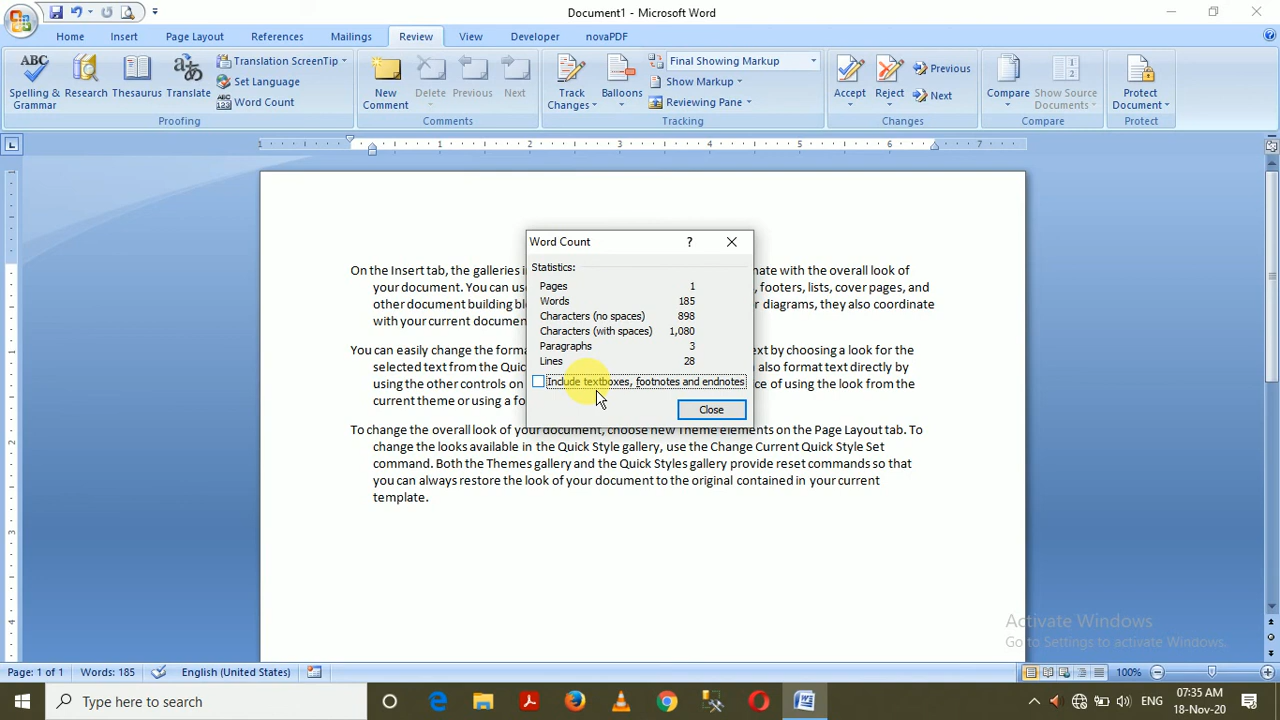 Document1 - Microsoft Word
Home Insert Page Layout References Mailings Review View Developer novaPDF
ABC Spelling & Grammar
Research
Thesaurus
Translate
Translation ScreenTip
Set Language
ABC 123 Word Count
Proofing
New Comment
Delete
Previous
Next
Comments
Track Changes
Balloons
Final Showing Markup
Show Markup
Reviewing Pane
Tracking
Accept
Reject
Previous
Next
Changes
Compare
Show Source Documents
Compare
Protect Document
Protect
1 1 2 3 4 5 6 7
Word Count ?
Statistics:
Pages 1
Words 185
Characters (no spaces) 898
Characters (with spaces) 1,080
Paragraphs 3
Lines 28
Include textboxes, footnotes and endnotes
Close
On the Insert tab, the galleries i nate with the overall look of
your document. You can us , footers, lists, cover pages, and
other document building bl r diagrams, they also coordinate
with your current documen
You can easily change the forma ext by choosing a look for the
selected text from the Quic also format text directly by
using the other controls on ce of using the look from the
current theme or using a fo
To change the overall look of your document, choose new Theme elements on the Page Layout tab. To
change the looks available in the Quick Style gallery, use the Change Current Quick Style Set
command. Both the Themes gallery and the Quick Styles gallery provide reset commands so that
you can always restore the look of your document to the original contained in your current
template.
Activate Windows
Go to Settings to activate Windows.
Page: 1 of 1 Words: 185 English (United States) 100%
Type here to search
ENG
07:35 AM
18-Nov-20